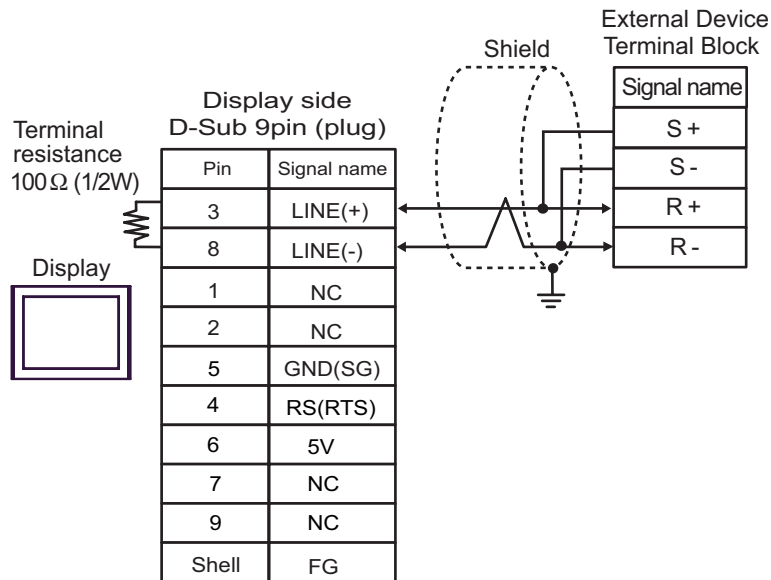 External Device
Terminal Block
Shield
Signal name
S +
S -
R +
R -
Display side
D-Sub 9pin (plug)
Terminal
resistance
100Ω (1/2W)
Display
Pin Signal name
3 LINE(+)
8 LINE(-)
1 NC
2 NC
5 GND(SG)
4 RS(RTS)
6 5V
7 NC
9 NC
Shell FG